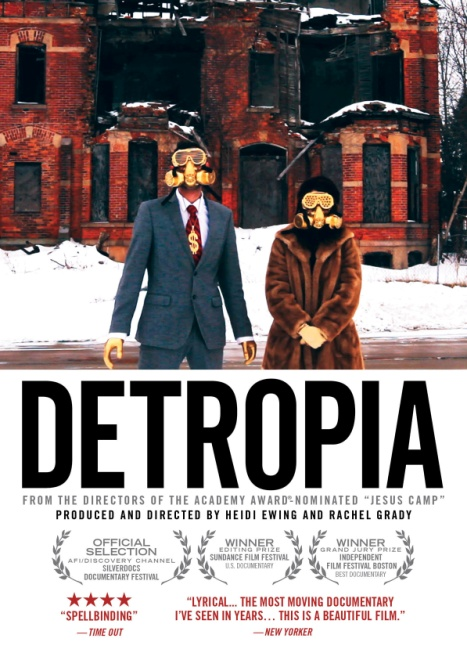 $
DETROPIA
FROM THE DIRECTORS OF THE ACADEMY AWARD®-NOMINATED "JESUS CAMP"
PRODUCED AND DIRECTED BY HEIDI EWING AND RACHEL GRADY
OFFICIAL
SELECTION
AFI/DISCOVERY CHANNEL
SILVERDOCS
DOCUMENTARY FESTIVAL
WINNER
EDITING PRIZE
SUNDANCE FILM FESTIVAL
U.S. DOCUMENTARY
WINNER
GRAND JURY PRIZE
INDEPENDENT
FILM FESTIVAL BOSTON
BEST DOCUMENTARY
★★★★
"SPELLBINDING"
—TIME OUT
"LYRICAL... THE MOST MOVING DOCUMENTARY
I'VE SEEN IN YEARS... THIS IS A BEAUTIFUL FILM."
—NEW YORKER